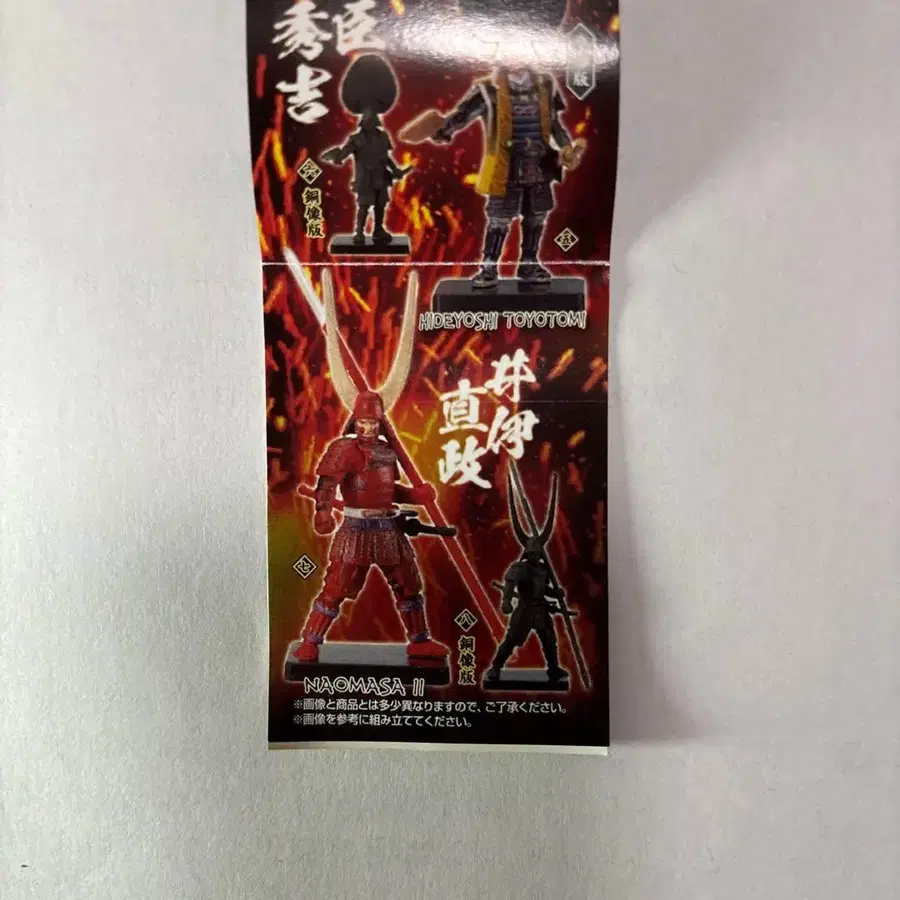 臣
秀吉
版
六
銅像版
五
HIDEYOSHI TOYOTOMI
井伊
直政
七
八
銅像版
NAOMASA II
※画像と商品とは多少異なりますので、ご了承ください。
※画像を参考に組み立ててください。